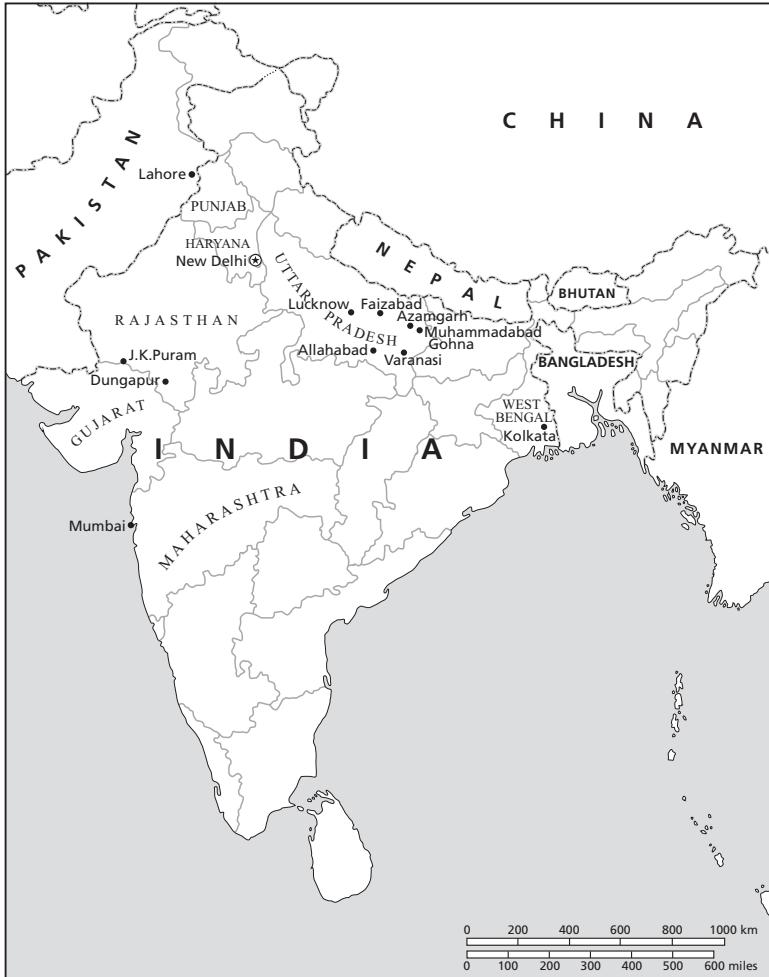 C H I N A
PAKISTAN
Lahore
PUNJAB
HARYANA
New Delhi
NEPAL
UTTAR
PRADESH
BHUTAN
Lucknow
Faizabad
Azamgarh
Muhammadabad
Gohna
RAJASTHAN
Allahabad
Varanasi
J.K.Puram
Dungapur
BANGLADESH
GUJARAT
WEST
BENGAL
Kolkata
I N D I A
MYANMAR
MAHARASHTRA
Mumbai
0 200 400 600 800 1000 km
0 100 200 300 400 500 600 miles